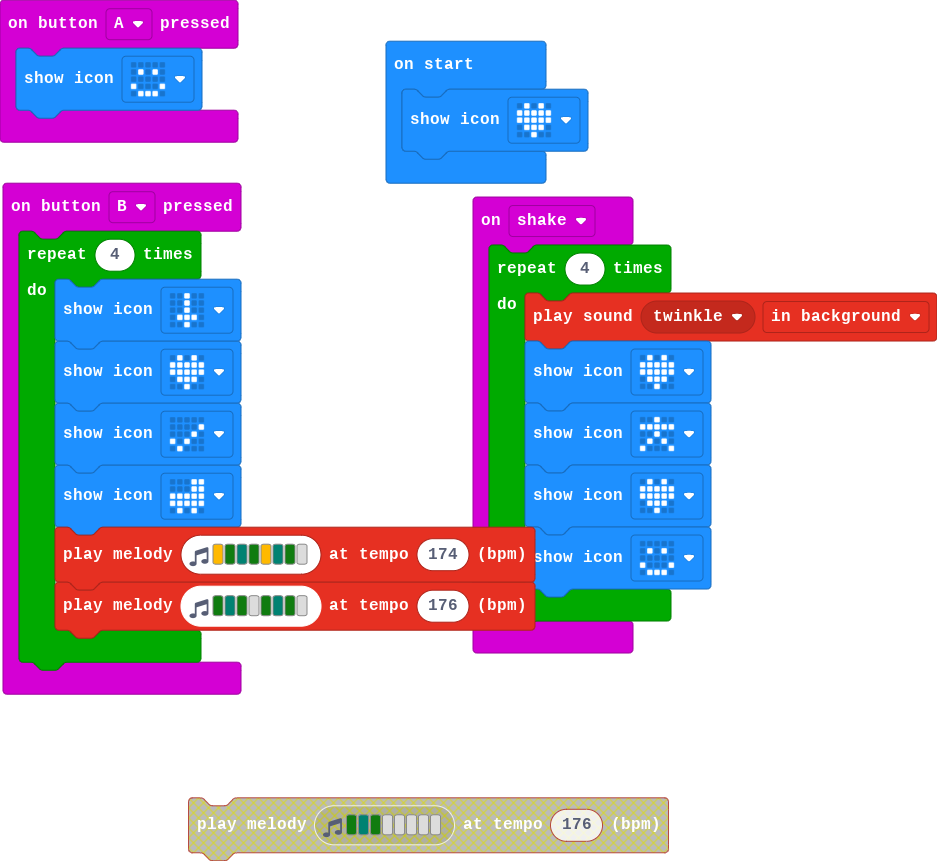 on button A pressed
show icon
on start
show icon
on button B pressed
repeat 4 times
do
show icon
show icon
show icon
show icon
play melody at tempo 174 (bpm)
play melody at tempo 176 (bpm)
on shake
repeat 4 times
do
play sound twinkle in background
show icon
show icon
show icon
show icon
play melody at tempo 176 (bpm)